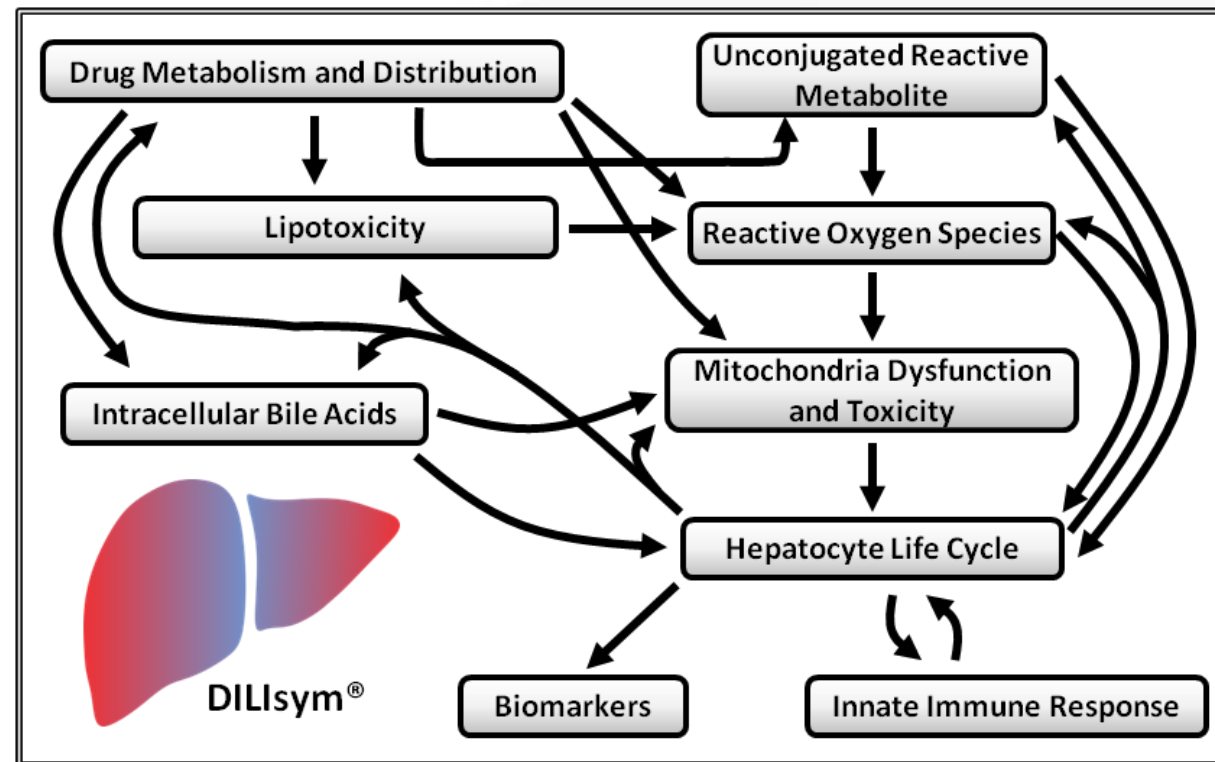 Drug Metabolism and Distribution
Unconjugated Reactive
Metabolite
Lipotoxicity
Reactive Oxygen Species
Mitochondria Dysfunction
and Toxicity
Intracellular Bile Acids
Hepatocyte Life Cycle
DILIsym®
Biomarkers
Innate Immune Response